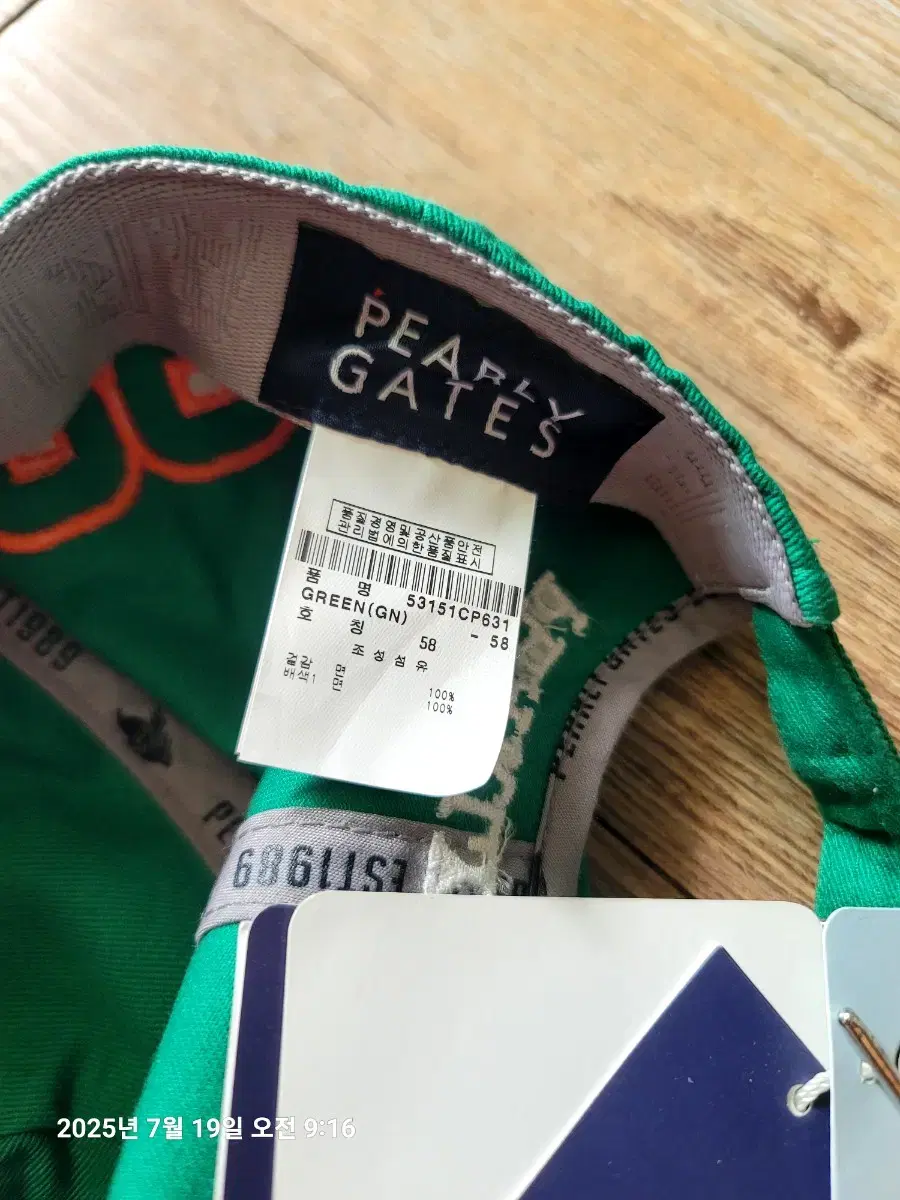 PEARLY
GATES
품질경영및공산품안전
관리법에의한품질표시
품 명 53151CP631
GREEN(GN) - 58
호 칭 58
조성섬유
겉감 면 100%
배색1 면 100%
EST1989
PEARLY GATES
EST1989
2025년 7월 19일 오전 9:16